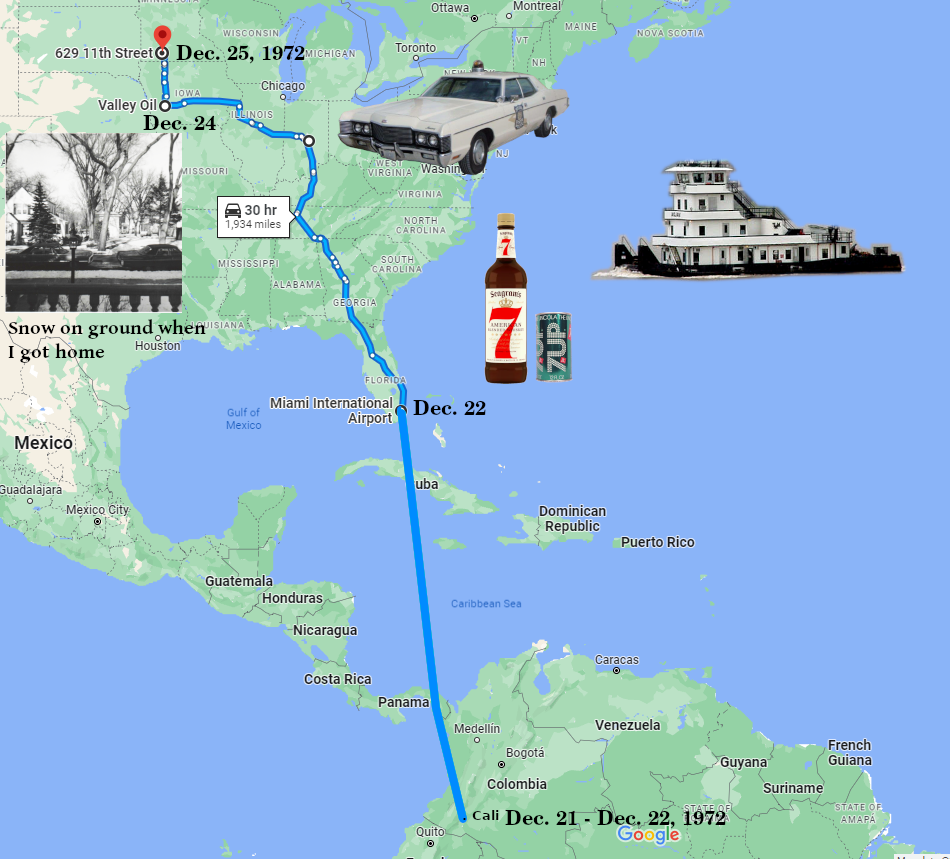 MINNESOTA
Ottawa
Montreal
MAINE
WISCONSIN
629 11th Street
Dec. 25, 1972
MICHIGAN
Toronto
VT
NOVA SCOTIA
NH
Chicago
IOWA
Valley Oil
ILLINOIS
Dec. 24
NJ
MISSOURI
WEST
VIRGINIA
VIRGINIA
30 hr
1,934 miles
NORTH
CAROLINA
MISSISSIPPI
SOUTH
CAROLINA
ALABAMA
GEORGIA
Seagram's
7
AMERICAN
7UP
Snow on ground when
I got home
LOUISIANA
Houston
FLORIDA
Miami International
Airport
Dec. 22
Gulf of
Mexico
Mexico
Cuba
Guadalajara
Mexico City
Dominican
Republic
Puerto Rico
Guatemala
Honduras
Caribbean Sea
Nicaragua
Costa Rica
Caracas
Panama
Medellín
Venezuela
Bogotá
Guyana
French
Guiana
Colombia
Suriname
Cali
Dec. 21 - Dec. 22, 1972
STATE OF
STATE OF
AMAPÁ
Google
Quito